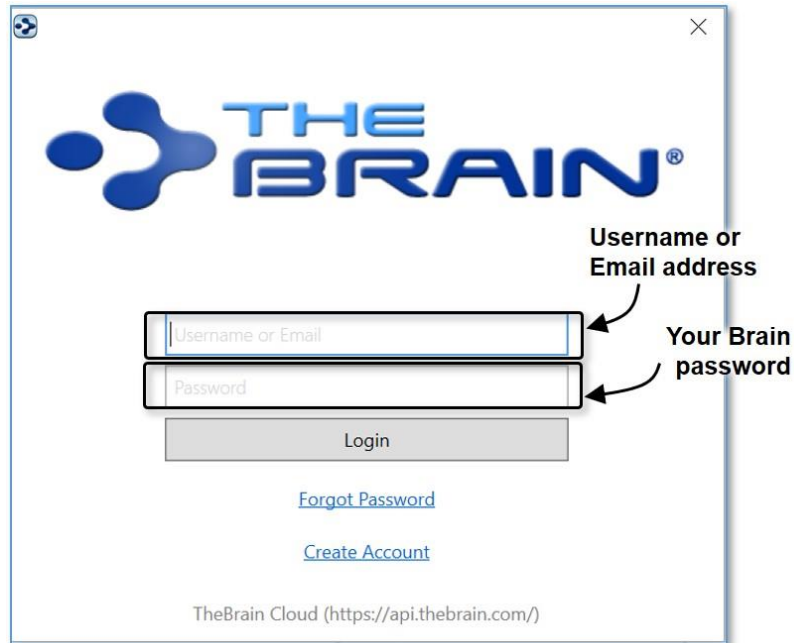 THE
BRAIN®
Username or
Email address
Username or Email
Your Brain
password
Password
Login
Forgot Password
Create Account
TheBrain Cloud (https://api.thebrain.com/)